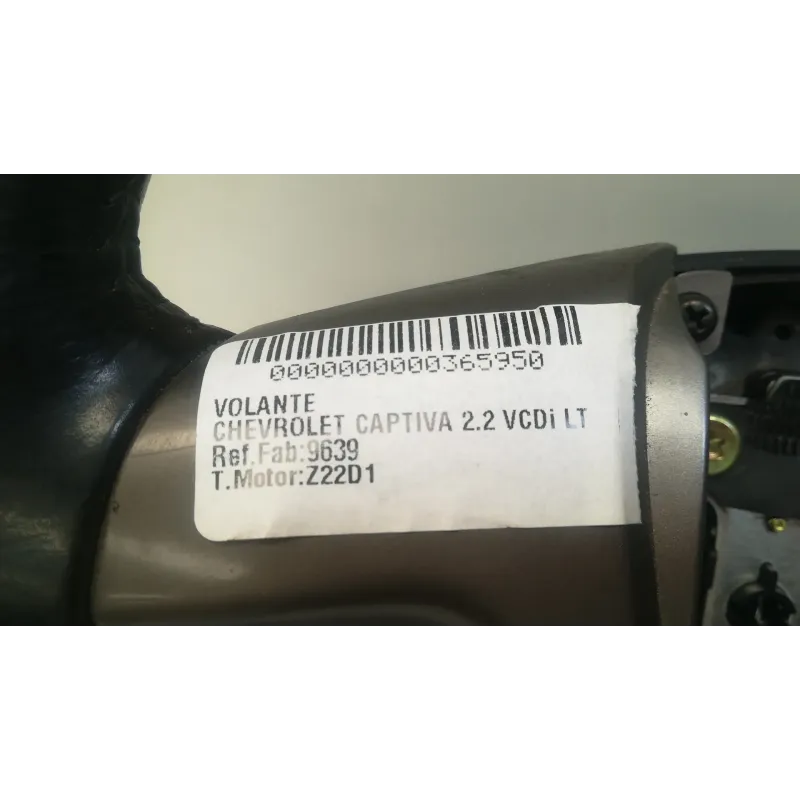 0000000000365950
VOLANTE
CHEVROLET CAPTIVA 2.2 VCDi LT
Ref.Fab:9639
T.Motor:Z22D1